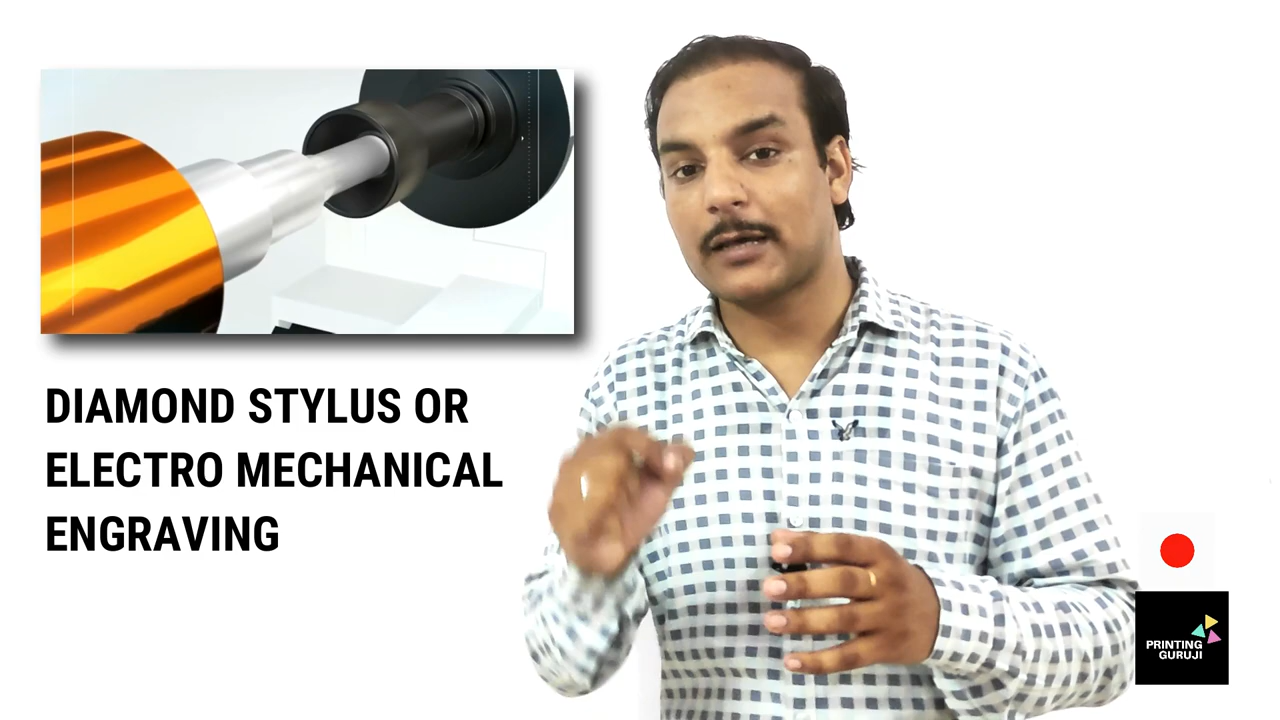 DIAMOND STYLUS OR
ELECTRO MECHANICAL
ENGRAVING
PRINTING
GURUJI